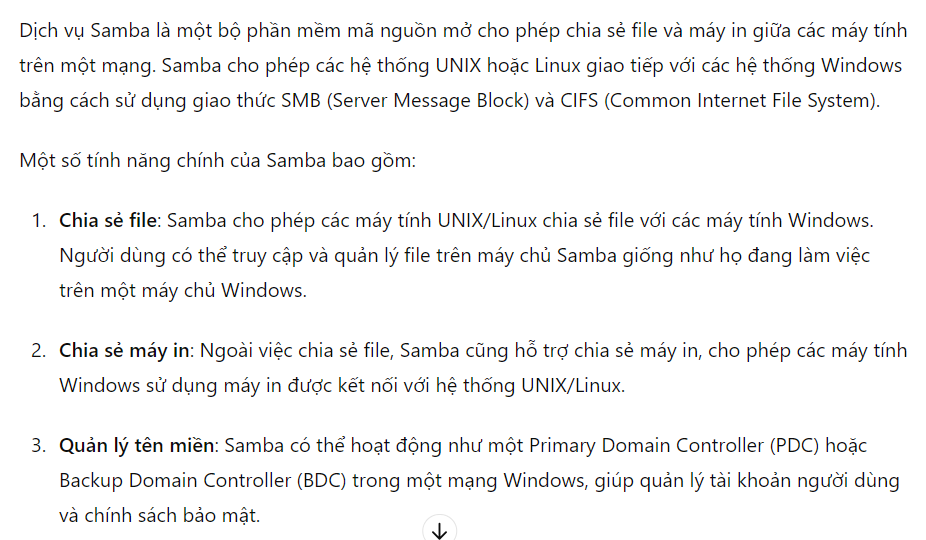 Dịch vụ Samba là một bộ phần mềm mã nguồn mở cho phép chia sẻ file và máy in giữa các máy tính
trên một mạng. Samba cho phép các hệ thống UNIX hoặc Linux giao tiếp với các hệ thống Windows
bằng cách sử dụng giao thức SMB (Server Message Block) và CIFS (Common Internet File System).
Một số tính năng chính của Samba bao gồm:
1. Chia sẻ file: Samba cho phép các máy tính UNIX/Linux chia sẻ file với các máy tính Windows.
Người dùng có thể truy cập và quản lý file trên máy chủ Samba giống như họ đang làm việc
trên một máy chủ Windows.
2. Chia sẻ máy in: Ngoài việc chia sẻ file, Samba cũng hỗ trợ chia sẻ máy in, cho phép các máy tính
Windows sử dụng máy in được kết nối với hệ thống UNIX/Linux.
3. Quản lý tên miền: Samba có thể hoạt động như một Primary Domain Controller (PDC) hoặc
Backup Domain Controller (BDC) trong một mạng Windows, giúp quản lý tài khoản người dùng
và chính sách bảo mật.